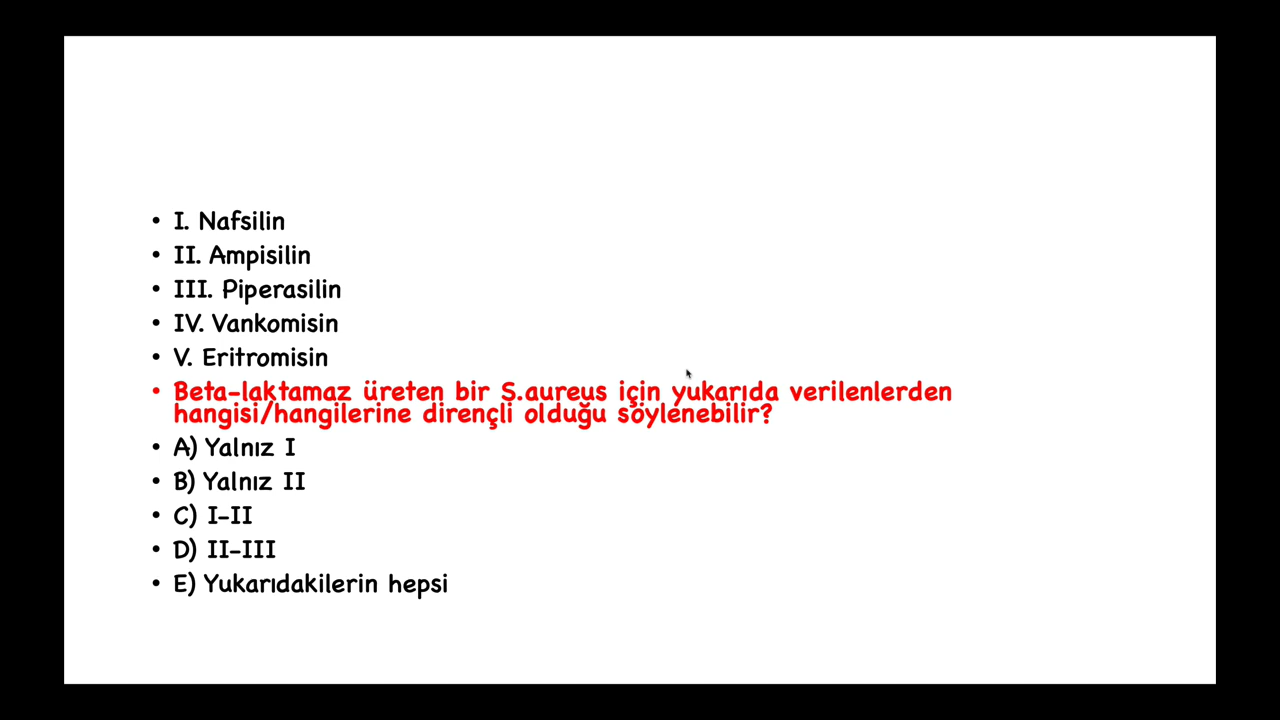 • I. Nafsilin
• II. Ampisilin
• III. Piperasilin
• IV. Vankomisin
• V. Eritromisin
• Beta-laktamaz üreten bir S.aureus için yukarıda verilenlerden
hangisi/hangilerine dirençli olduğu söylenebilir?
• A) Yalnız I
• B) Yalnız II
• C) I-II
• D) II-III
• E) Yukarıdakilerin hepsi